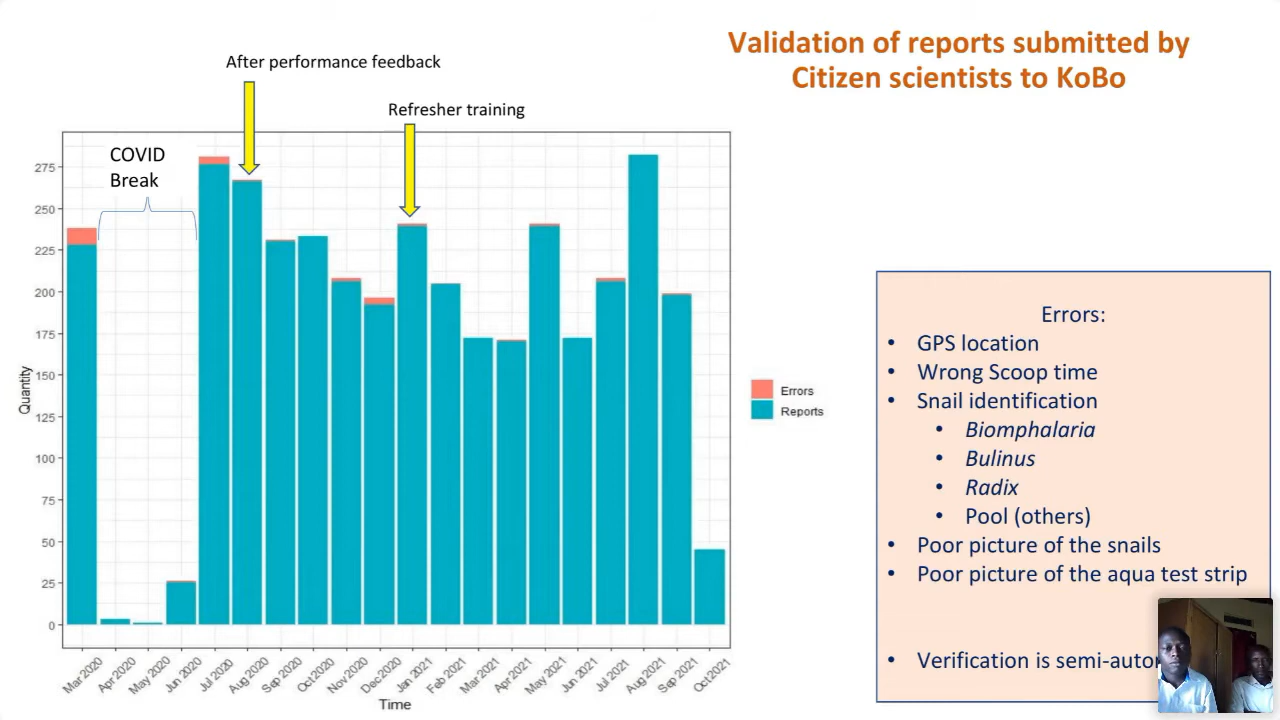 Validation of reports submitted by
Citizen scientists to KoBo
After performance feedback
Refresher training
COVID
Break
275
250
225
200
175
150
125
100
75
50
25
0
Quantity
Mar 2020
Apr 2020
May 2020
Jun 2020
Jul 2020
Aug 2020
Sep 2020
Oct 2020
Nov 2020
Dec 2020
Jan 2021
Feb 2021
Mar 2021
Apr 2021
May 2021
Jun 2021
Jul 2021
Aug 2021
Sep 2021
Oct 2021
Time
Errors
Reports
Errors:
• GPS location
• Wrong Scoop time
• Snail identification
• Biomphalaria
• Bulinus
• Radix
• Pool (others)
• Poor picture of the snails
• Poor picture of the aqua test strip
• Verification is